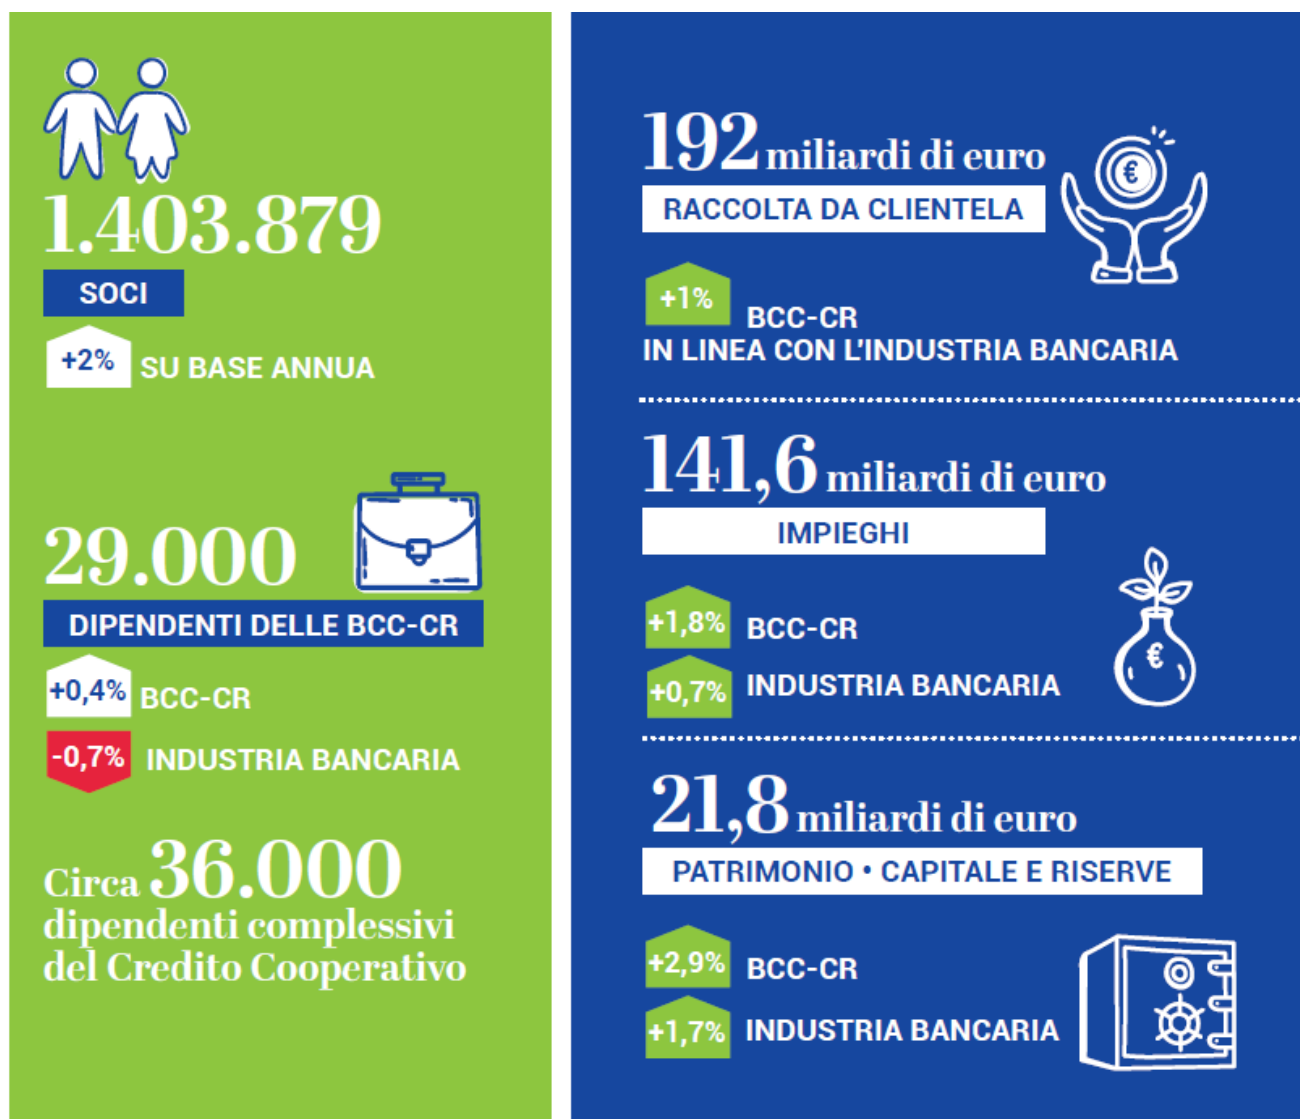 1.403.879
SOCI
+2% SU BASE ANNUA
29.000
DIPENDENTI DELLE BCC-CR
+0,4% BCC-CR
-0,7% INDUSTRIA BANCARIA
Circa 36.000
dipendenti complessivi
del Credito Cooperativo
192 miliardi di euro
RACCOLTA DA CLIENTELA
€
+1% BCC-CR
IN LINEA CON L'INDUSTRIA BANCARIA
141,6 miliardi di euro
IMPIEGHI
+1,8% BCC-CR
€
+0,7% INDUSTRIA BANCARIA
21,8 miliardi di euro
PATRIMONIO • CAPITALE E RISERVE
+2,9% BCC-CR
+1,7% INDUSTRIA BANCARIA